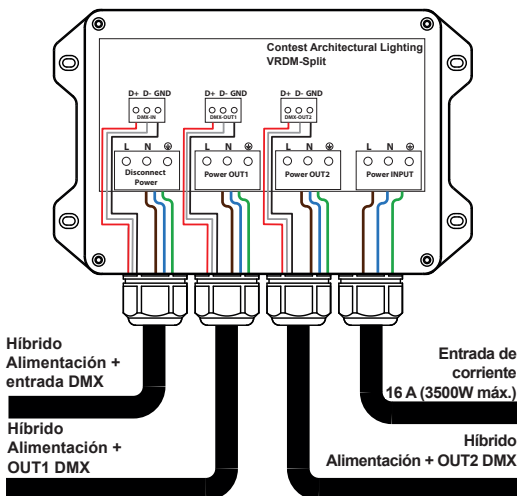 Contest Architectural Lighting
VRDM-Split
D+ D- GND
DMX-IN
D+ D- GND
DMX-OUT1
D+ D- GND
DMX-OUT2
L N ⏚
Disconnect
Power
L N ⏚
Power OUT1
L N ⏚
Power OUT2
L N ⏚
Power INPUT
Híbrido
Alimentación +
entrada DMX
Híbrido
Alimentación +
OUT1 DMX
Entrada de
corriente
16 A (3500W máx.)
Híbrido
Alimentación + OUT2 DMX